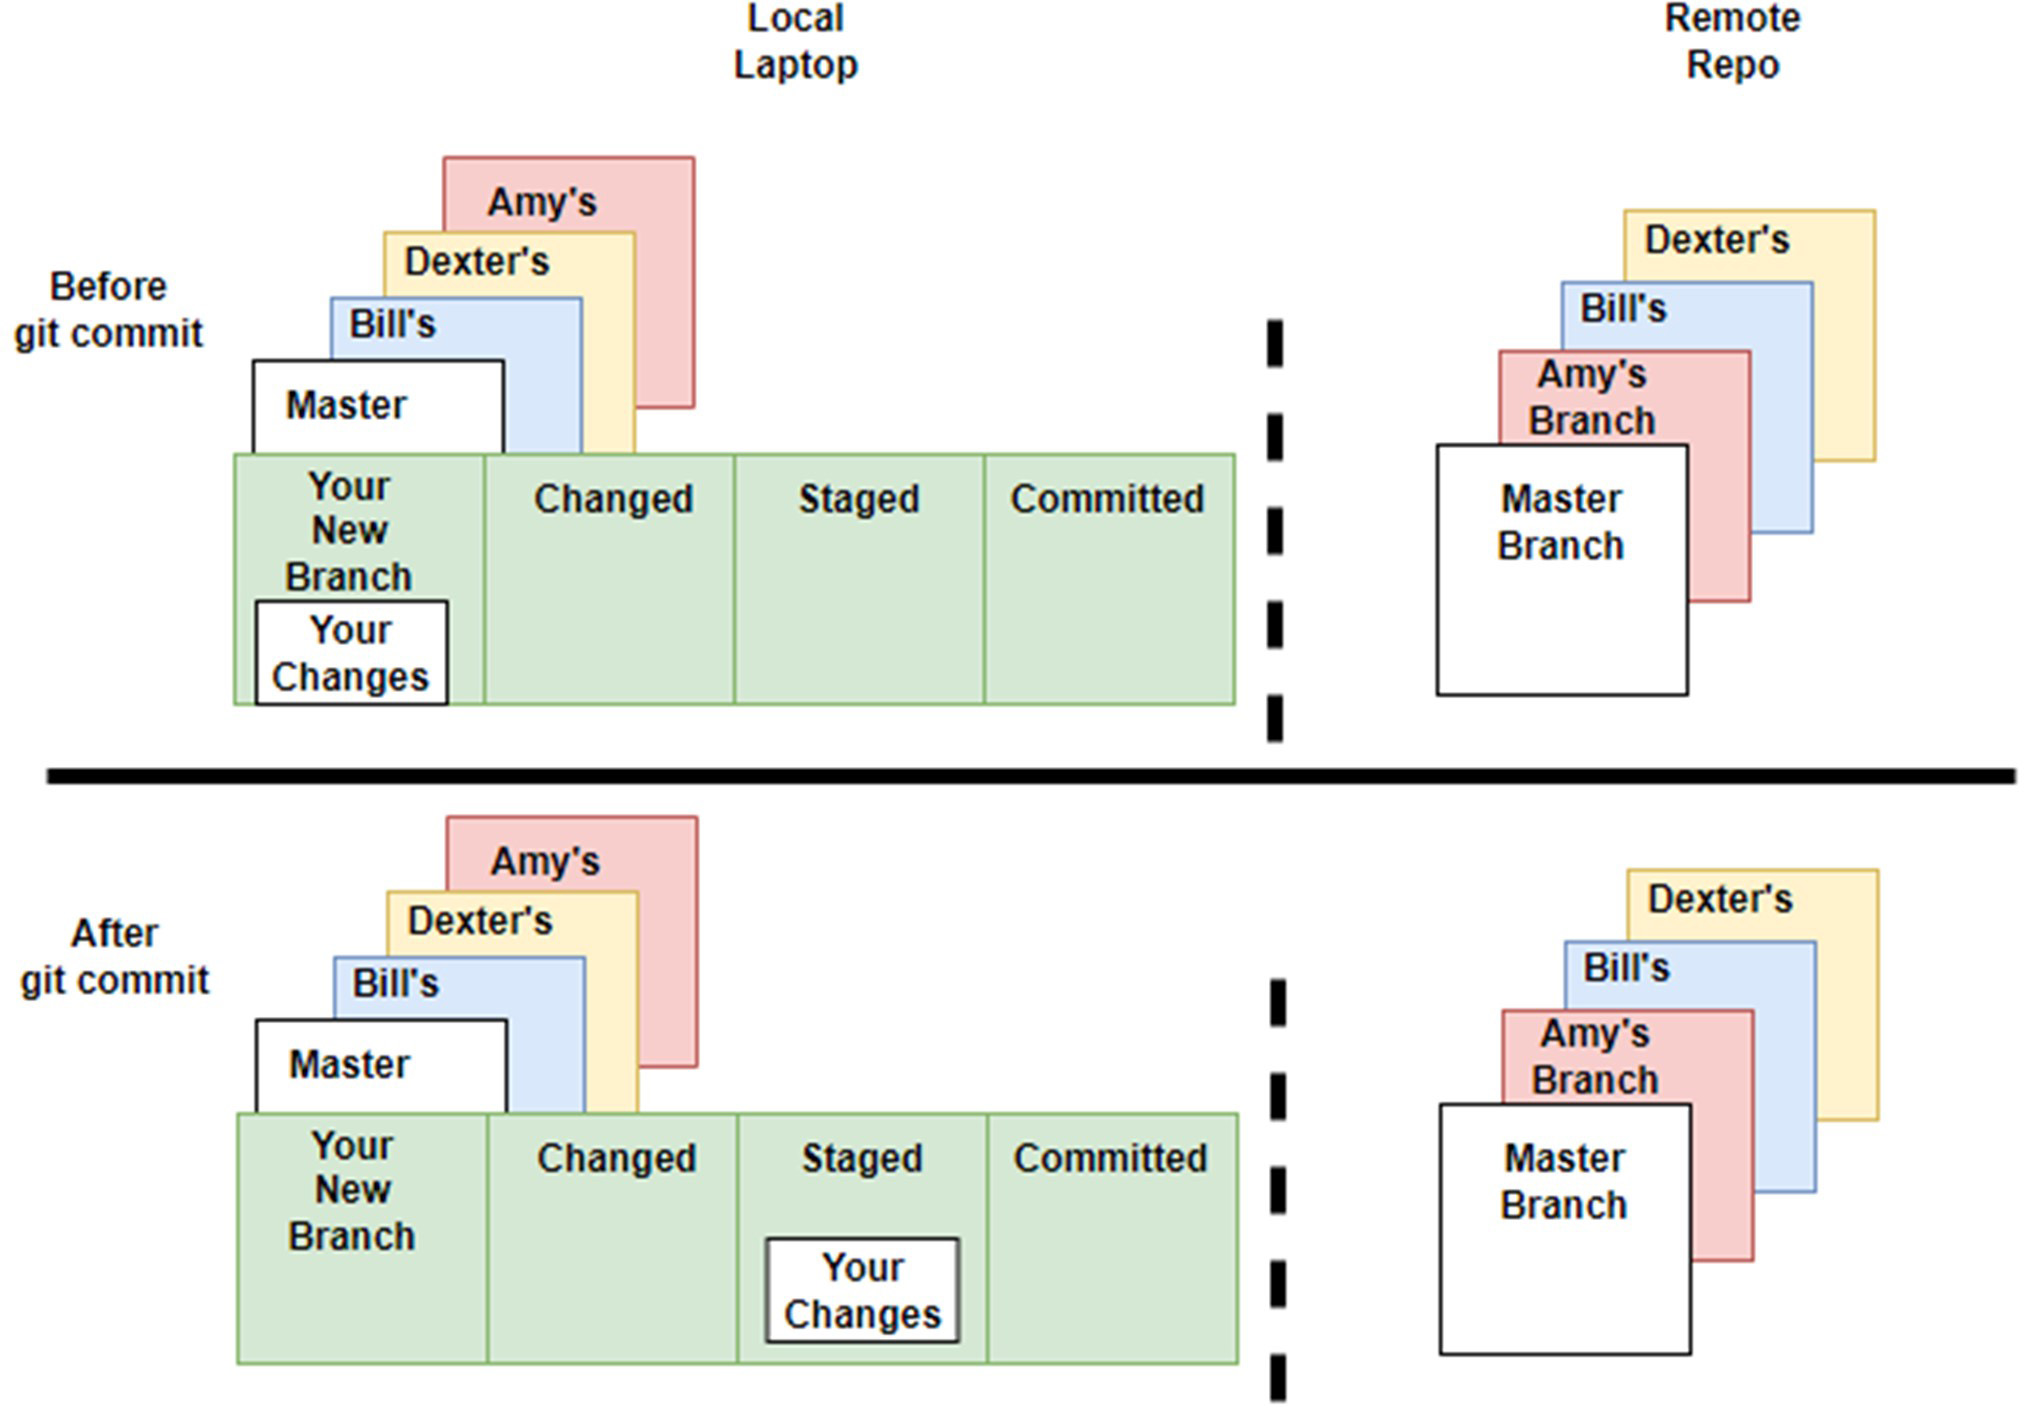 Local
Laptop
Remote
Repo
Before
git commit
Amy's
Dexter's
Bill's
Master
Your
New
Branch
Your
Changes
Changed
Staged
Committed
Dexter's
Bill's
Amy's
Branch
Master
Branch
After
git commit
Amy's
Dexter's
Bill's
Master
Your
New
Branch
Changed
Staged
Your
Changes
Committed
Dexter's
Bill's
Amy's
Branch
Master
Branch